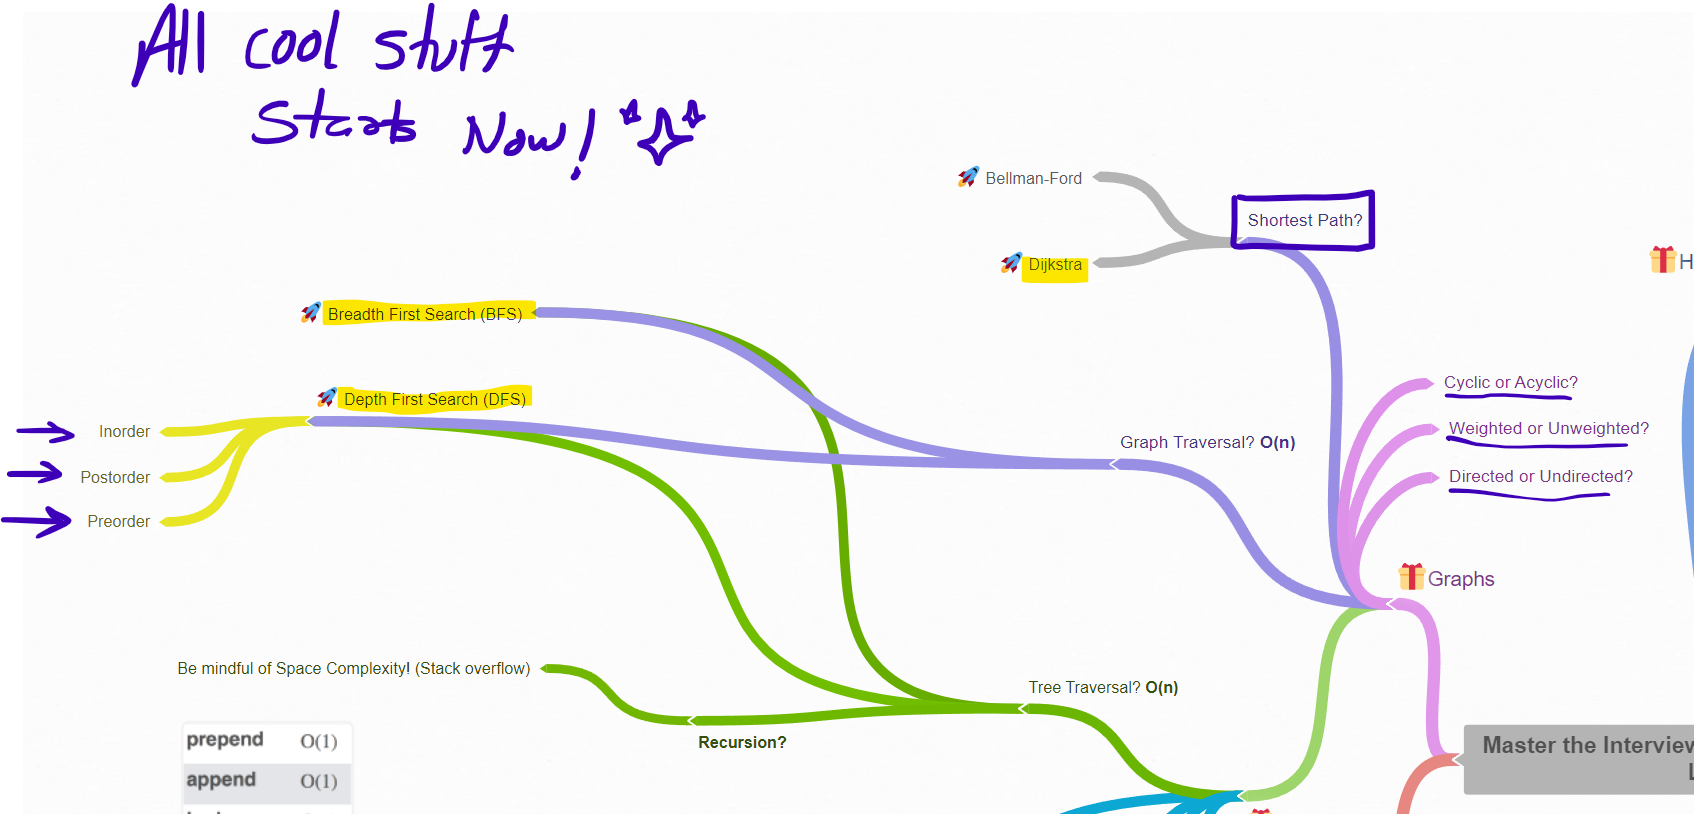 All cool stuff
Starts Now!
Bellman-Ford
Shortest Path?
Dijkstra
H
Breadth First Search (BFS)
Depth First Search (DFS)
Cyclic or Acyclic?
Inorder
Weighted or Unweighted?
Graph Traversal? O(n)
Postorder
Directed or Undirected?
Preorder
Graphs
Be mindful of Space Complexity! (Stack overflow)
Tree Traversal? O(n)
Recursion?
prepend O(1)
Master the Interview
L
append O(1)